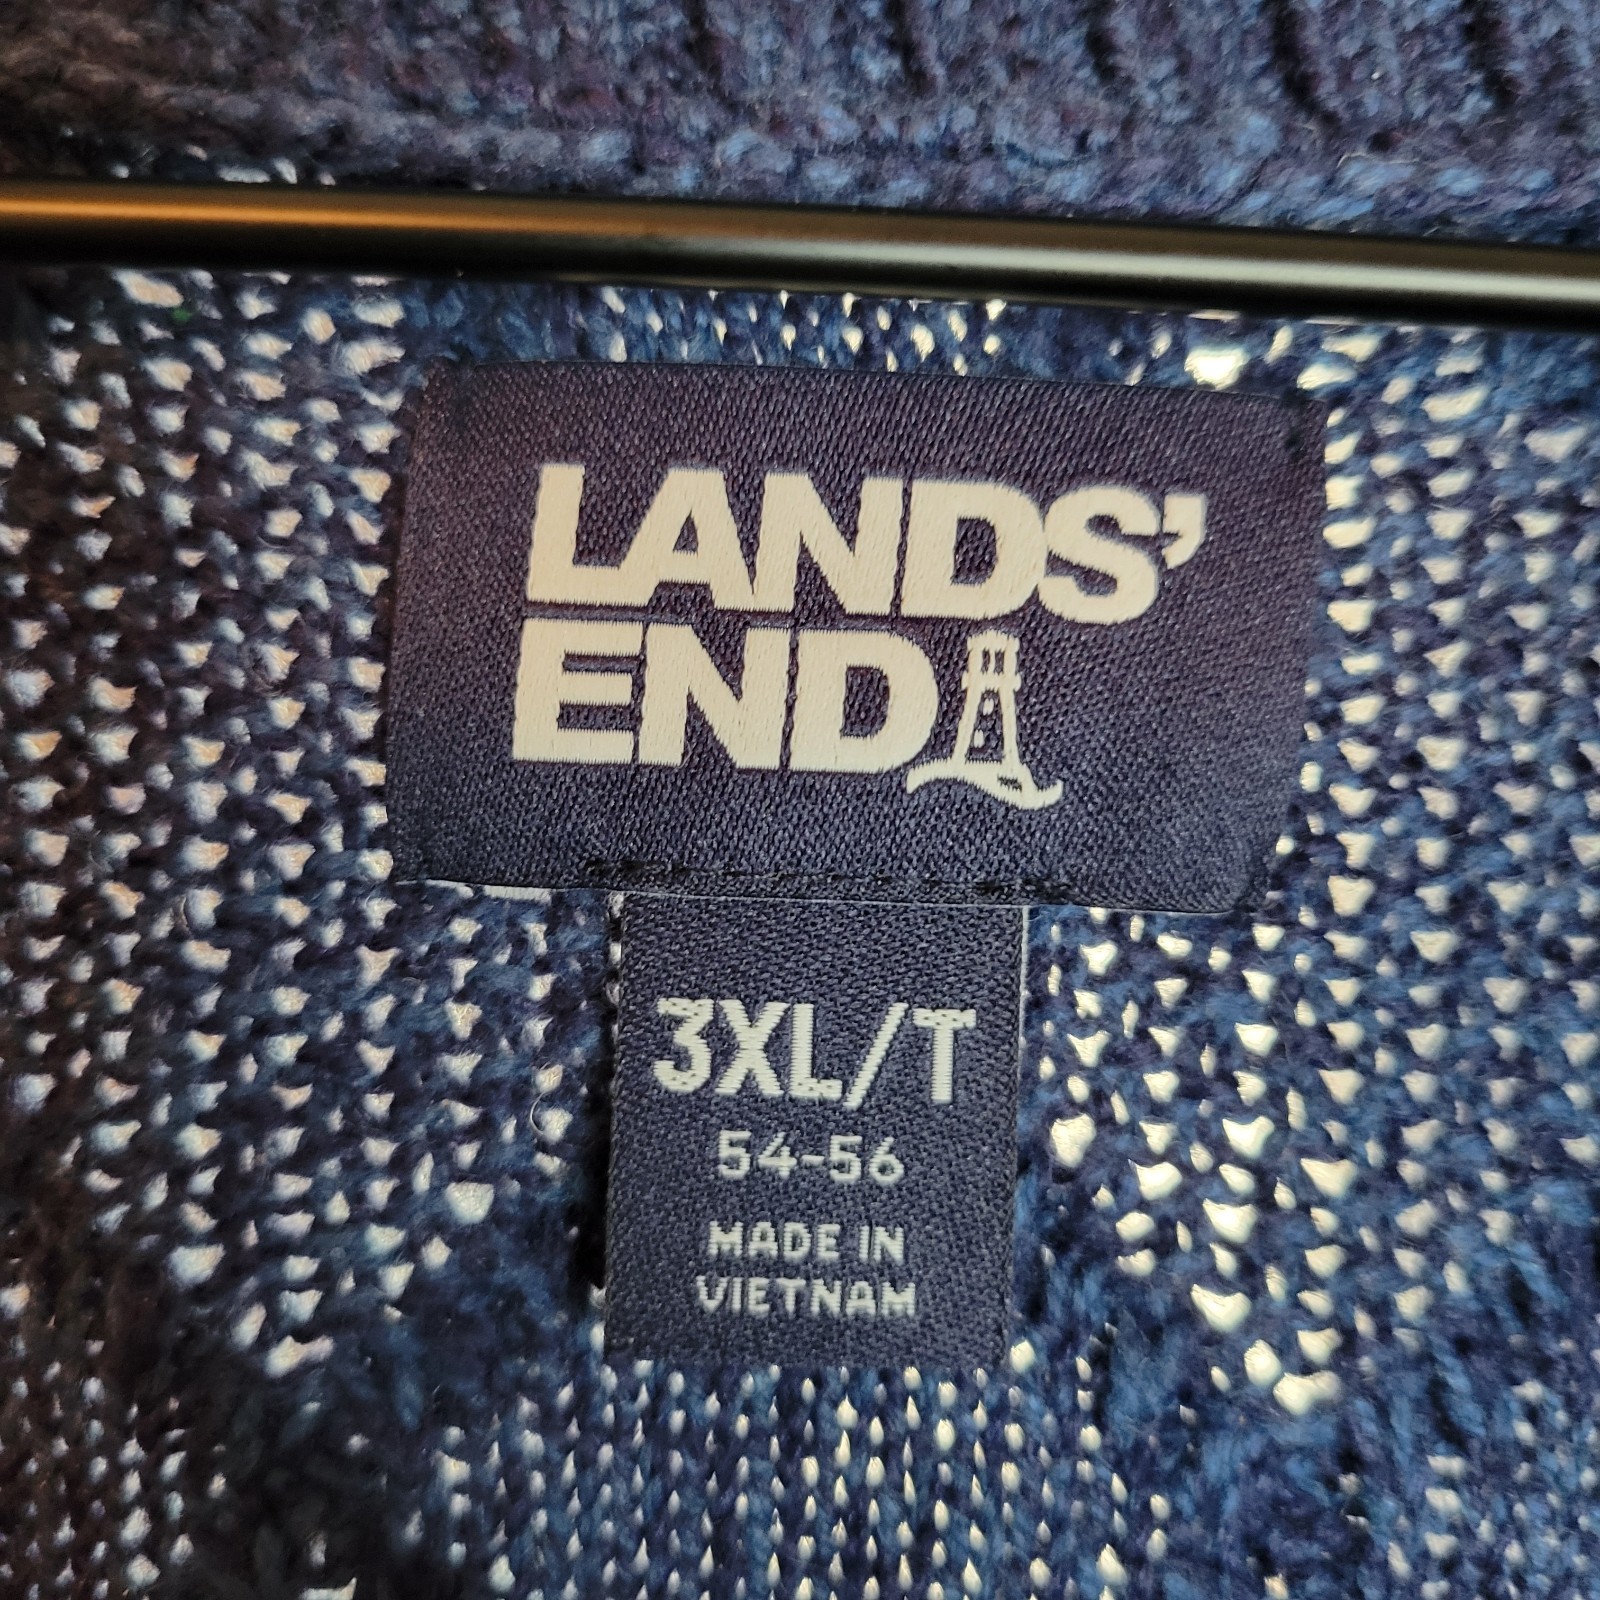 LANDS'
END
3XL/T
54-56
MADE IN
VIETNAM